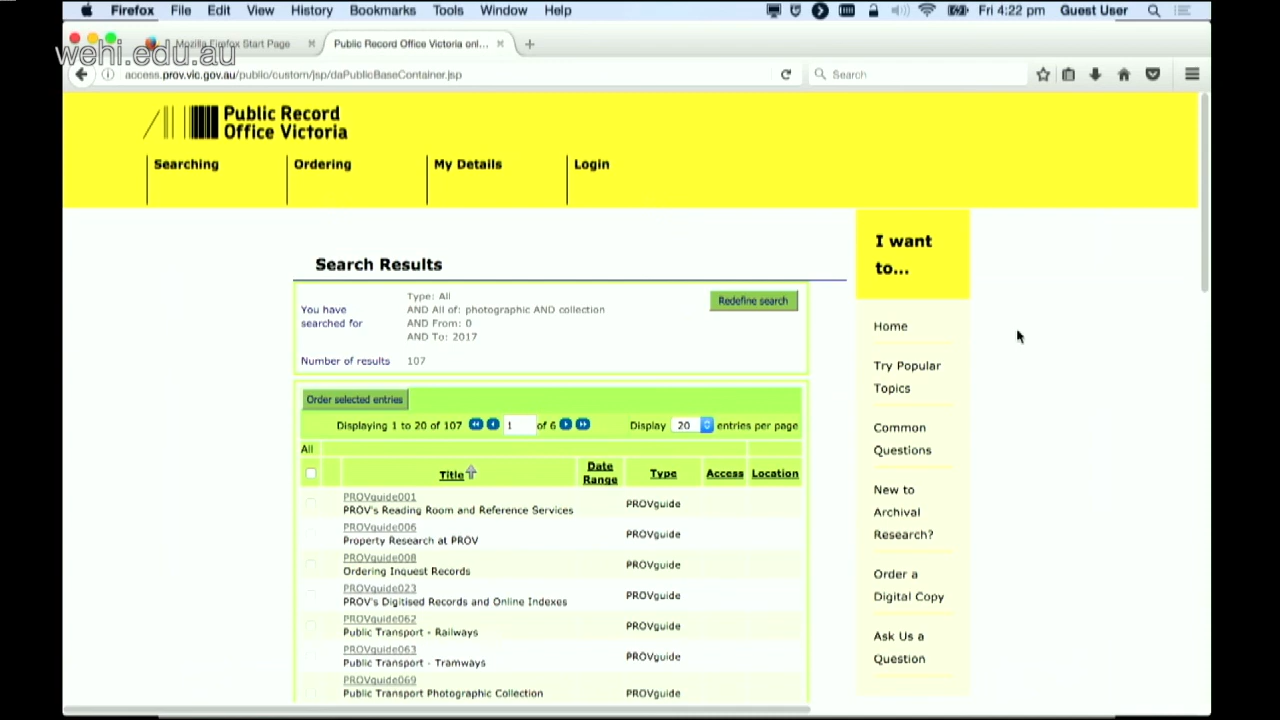 Firefox File Edit View History Bookmarks Tools Window Help Fri 4:22 pm Guest User
wehi.edu.au
Mozilla Firefox Start Page
Public Record Office Victoria onl...
access.prov.vic.gov.au/public/custom/jsp/daPublicBaseContainer.jsp
Search
Public Record
Office Victoria
Searching Ordering My Details Login
I want
to...
Search Results
You have
searched for
Type: All
AND All of: photographic AND collection
AND From: 0
AND To: 2017
Redefine search
Number of results 107
Order selected entries
Displaying 1 to 20 of 107 1 of 6 Display 20 entries per page
All
Title Date Range Type Access Location
PROVguide001
PROV's Reading Room and Reference Services PROVguide
PROVguide006
Property Research at PROV PROVguide
PROVguide008
Ordering Inquest Records PROVguide
PROVguide023
PROV's Digitised Records and Online Indexes PROVguide
PROVguide062
Public Transport - Railways PROVguide
PROVguide063
Public Transport - Tramways PROVguide
PROVguide069
Public Transport Photographic Collection PROVguide
Home
Try Popular
Topics
Common
Questions
New to
Archival
Research?
Order a
Digital Copy
Ask Us a
Question